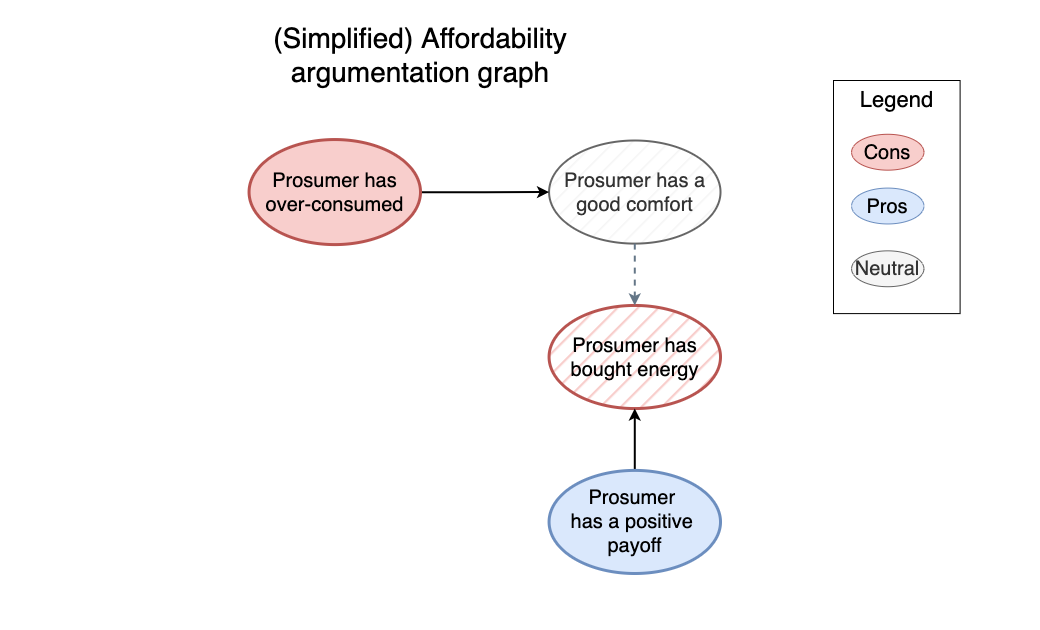 (Simplified) Affordability
argumentation graph
Legend
Cons
Pros
Neutral
Prosumer has
over-consumed
Prosumer has a
good comfort
Prosumer has
bought energy
Prosumer
has a positive
payoff